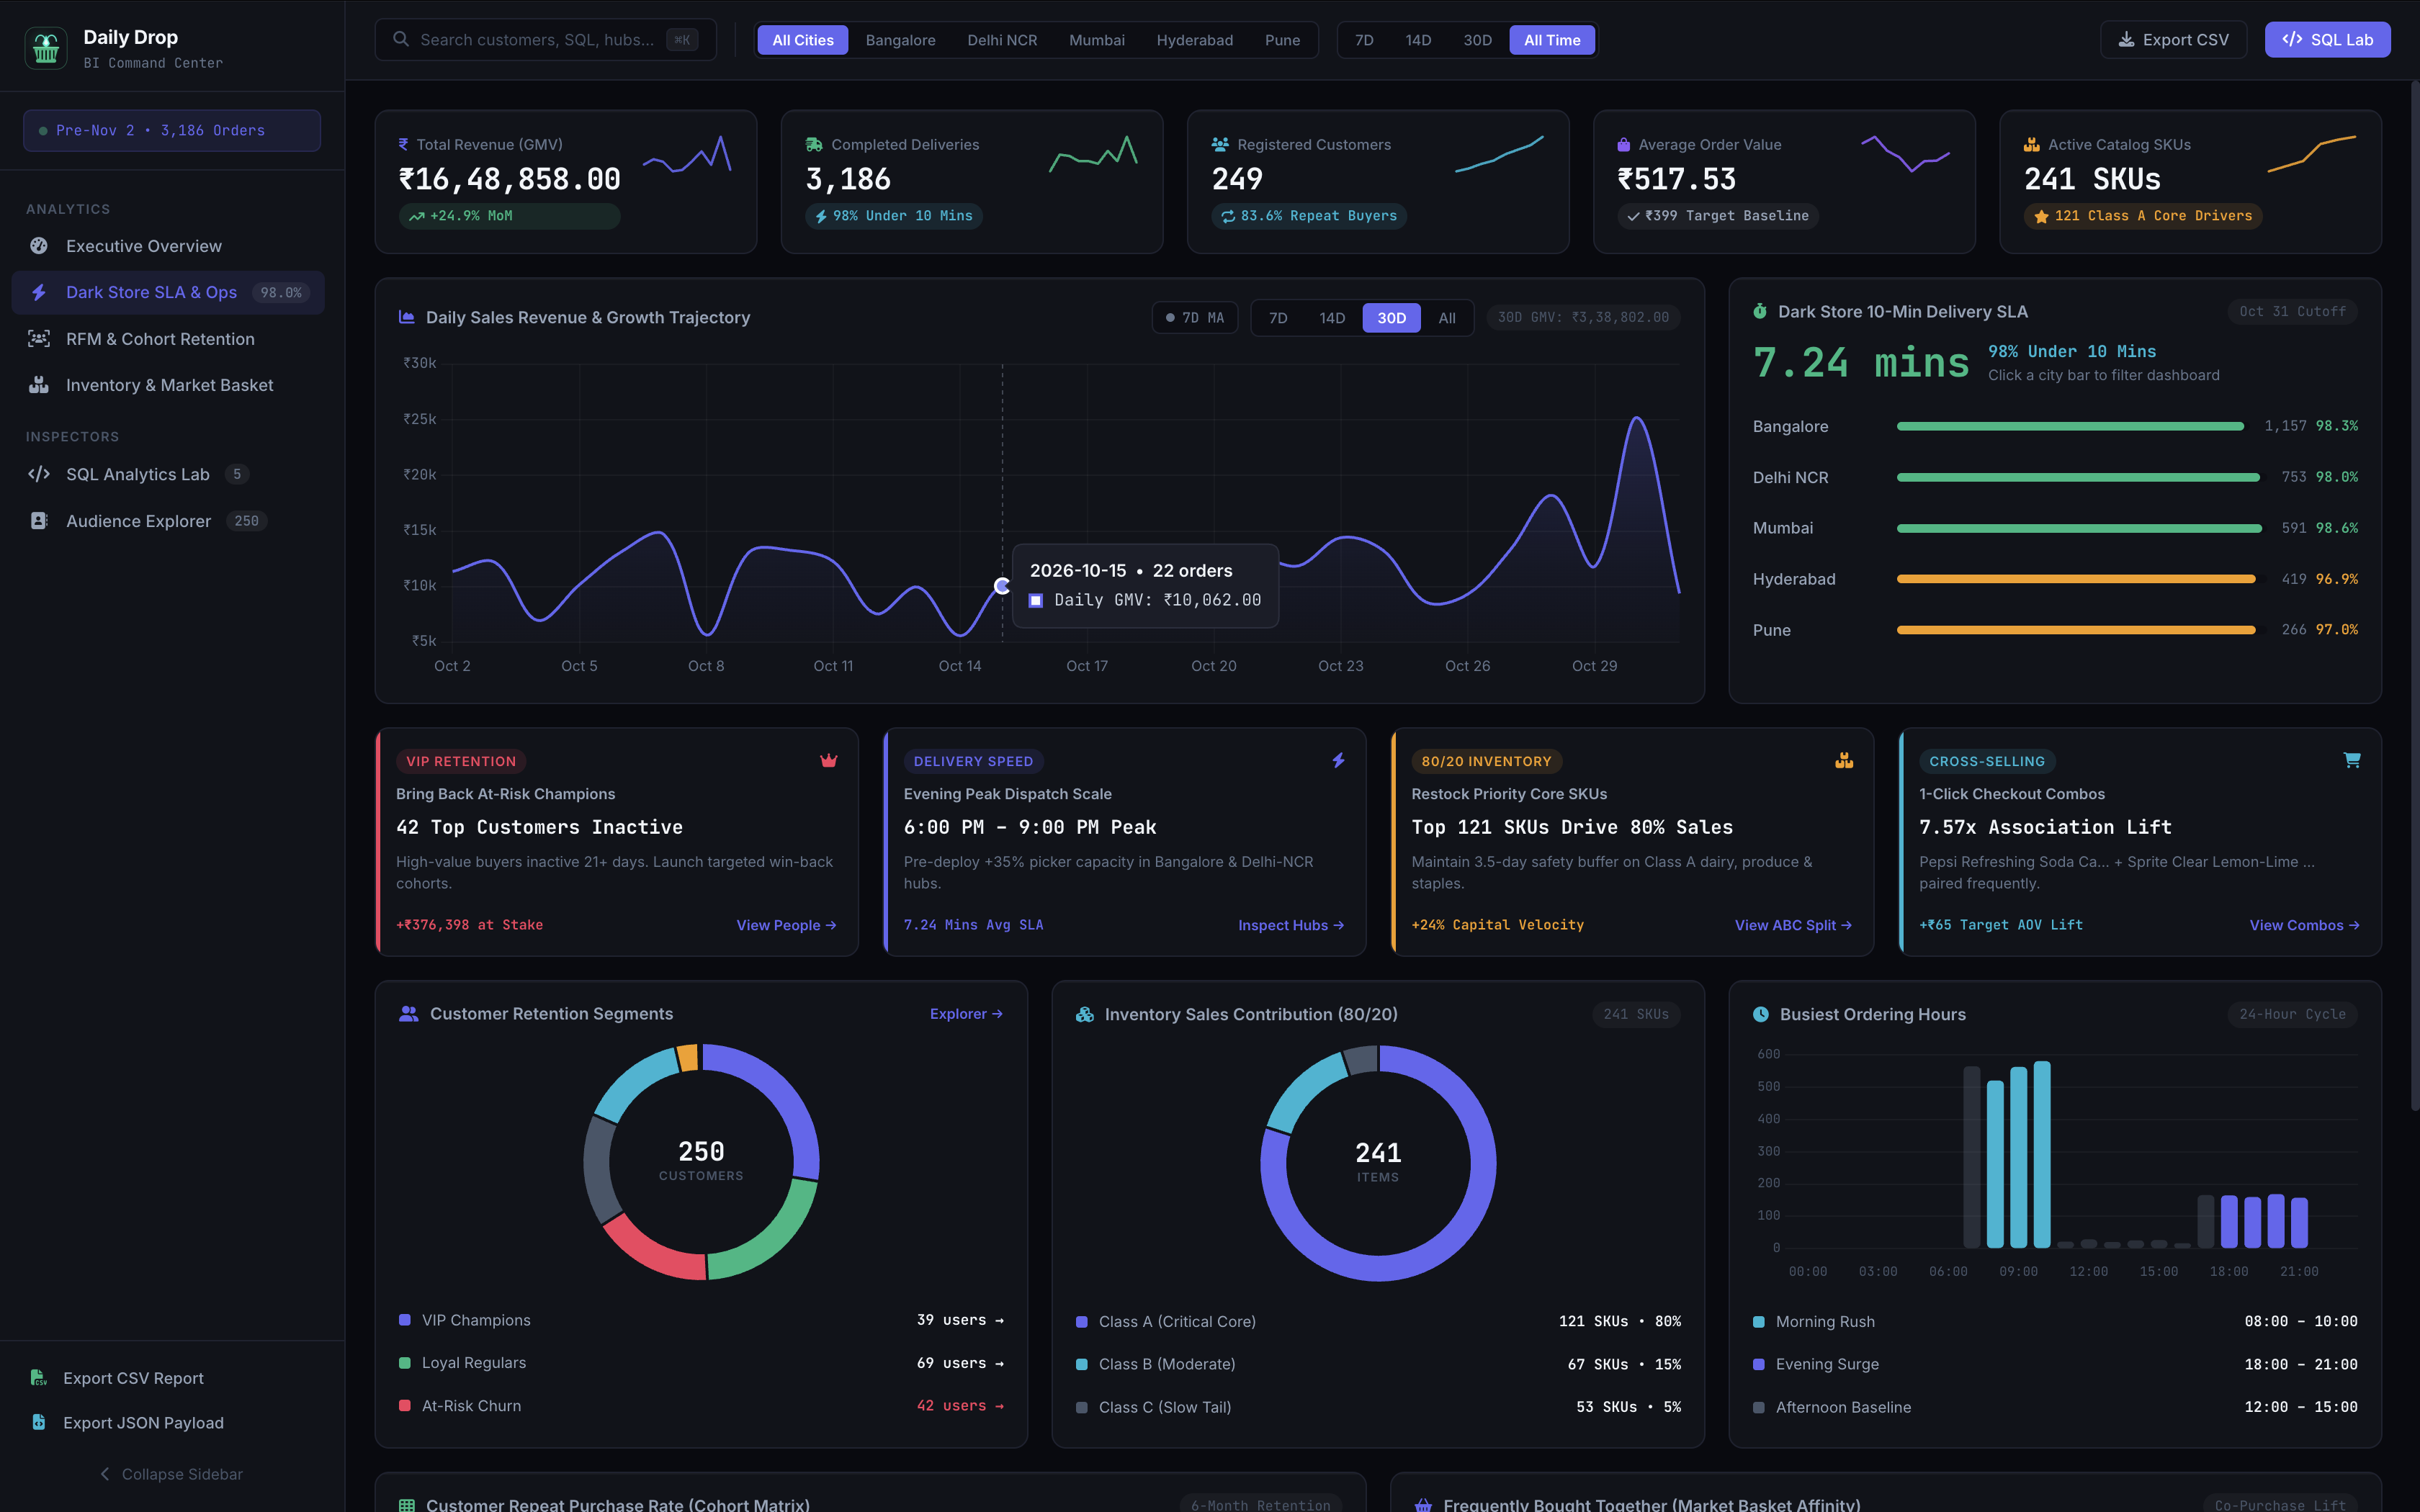 Daily Drop
BI Command Center
Pre-Nov 2 • 3,186 Orders
ANALYTICS
Executive Overview
Dark Store SLA & Ops 98.0%
RFM & Cohort Retention
Inventory & Market Basket
INSPECTORS
SQL Analytics Lab 5
Audience Explorer 250
Export CSV Report
Export JSON Payload
Collapse Sidebar
Search customers, SQL, hubs... ⌘K
All Cities Bangalore Delhi NCR Mumbai Hyderabad Pune
7D 14D 30D All Time
Export CSV
</> SQL Lab
₹ Total Revenue (GMV)
₹16,48,858.00
+24.9% MoM
Completed Deliveries
3,186
98% Under 10 Mins
Registered Customers
249
83.6% Repeat Buyers
Average Order Value
₹517.53
₹399 Target Baseline
Active Catalog SKUs
241 SKUs
121 Class A Core Drivers
Daily Sales Revenue & Growth Trajectory
7D MA
7D 14D 30D All
30D GMV: ₹3,38,802.00
₹30k
₹25k
₹20k
₹15k
₹10k
₹5k
2026-10-15 • 22 orders
Daily GMV: ₹10,062.00
Oct 2 Oct 5 Oct 8 Oct 11 Oct 14 Oct 17 Oct 20 Oct 23 Oct 26 Oct 29
Dark Store 10-Min Delivery SLA
Oct 31 Cutoff
7.24 mins
98% Under 10 Mins
Click a city bar to filter dashboard
Bangalore 1,157 98.3%
Delhi NCR 753 98.0%
Mumbai 591 98.6%
Hyderabad 419 96.9%
Pune 266 97.0%
VIP RETENTION
Bring Back At-Risk Champions
42 Top Customers Inactive
High-value buyers inactive 21+ days. Launch targeted win-back
cohorts.
+₹376,398 at Stake
View People →
DELIVERY SPEED
Evening Peak Dispatch Scale
6:00 PM – 9:00 PM Peak
Pre-deploy +35% picker capacity in Bangalore & Delhi-NCR
hubs.
7.24 Mins Avg SLA
Inspect Hubs →
80/20 INVENTORY
Restock Priority Core SKUs
Top 121 SKUs Drive 80% Sales
Maintain 3.5-day safety buffer on Class A dairy, produce &
staples.
+24% Capital Velocity
View ABC Split →
CROSS-SELLING
1-Click Checkout Combos
7.57x Association Lift
Pepsi Refreshing Soda Ca... + Sprite Clear Lemon-Lime ...
paired frequently.
+₹65 Target AOV Lift
View Combos →
Customer Retention Segments
Explorer →
250
CUSTOMERS
VIP Champions 39 users →
Loyal Regulars 69 users →
At-Risk Churn 42 users →
Inventory Sales Contribution (80/20)
241 SKUs
241
ITEMS
Class A (Critical Core) 121 SKUs • 80%
Class B (Moderate) 67 SKUs • 15%
Class C (Slow Tail) 53 SKUs • 5%
Busiest Ordering Hours
24-Hour Cycle
600
500
400
300
200
100
0
00:00 03:00 06:00 09:00 12:00 15:00 18:00 21:00
Morning Rush 08:00 – 10:00
Evening Surge 18:00 – 21:00
Afternoon Baseline 12:00 – 15:00
Customer Repeat Purchase Rate (Cohort Matrix)
6-Month Retention
Frequently Bought Together (Market Basket Affinity)
Co-Purchase Lift